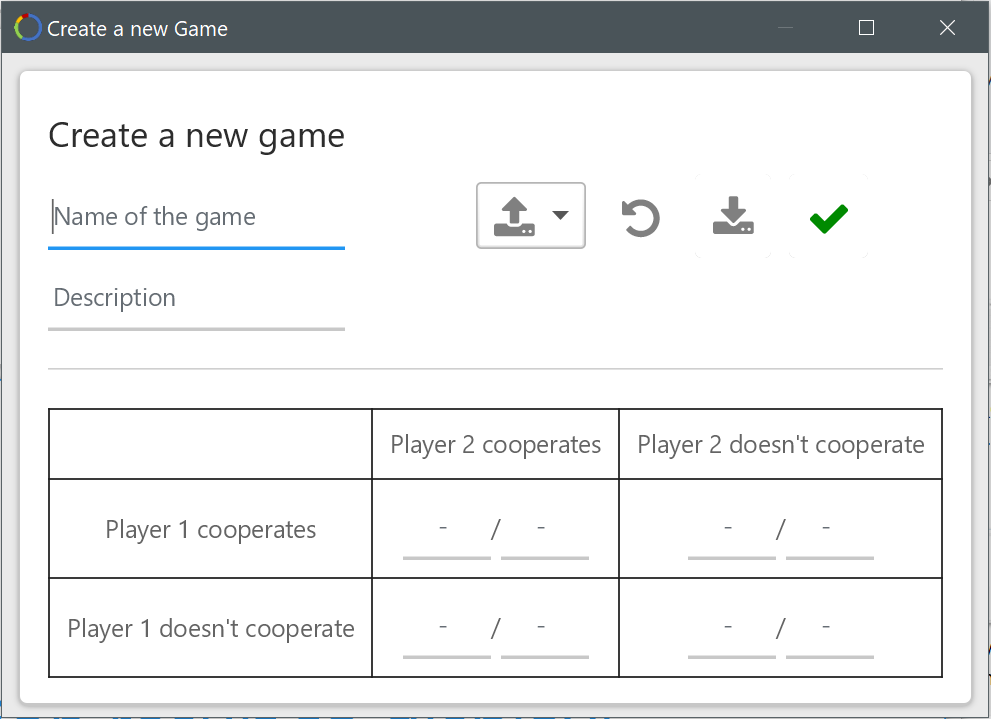 Create a new Game
Create a new game
Name of the game
Description
Player 2 cooperates
Player 2 doesn't cooperate
Player 1 cooperates
- / -
- / -
Player 1 doesn't cooperate
- / -
- / -